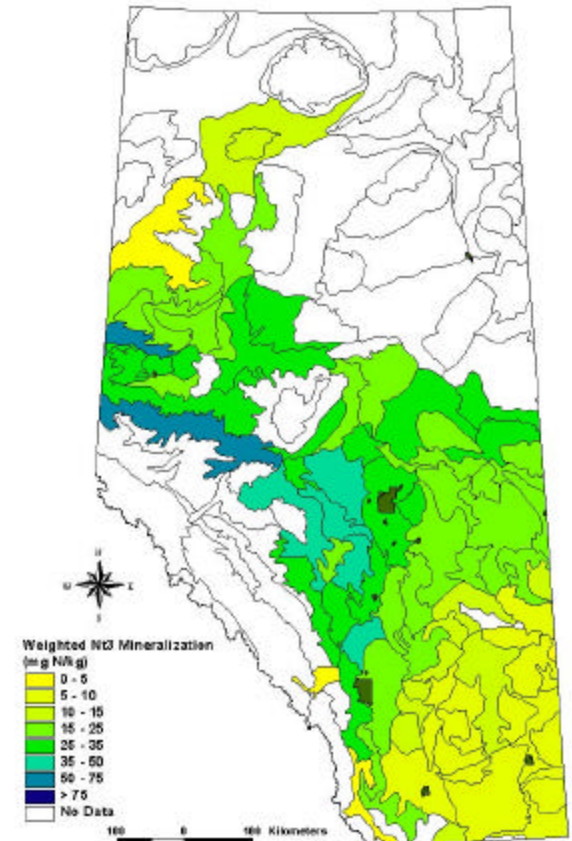 N
W E
Weighted Nt3 Mineralization
(mg N/kg)
0 - 5
5 - 10
10 - 15
15 - 25
25 - 35
35 - 50
50 - 75
> 75
No Data
100 0 100 Kilometers